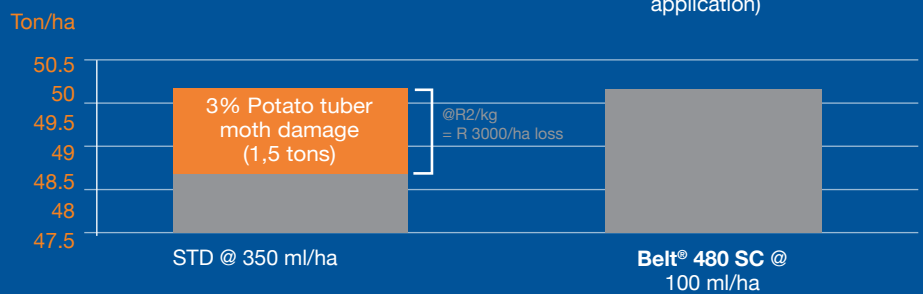 application)
Ton/ha
50.5
50
49.5
49
48.5
48
47.5
3% Potato tuber
moth damage
(1,5 tons)
@R2/kg
= R 3000/ha loss
STD @ 350 ml/ha
Belt® 480 SC @
100 ml/ha